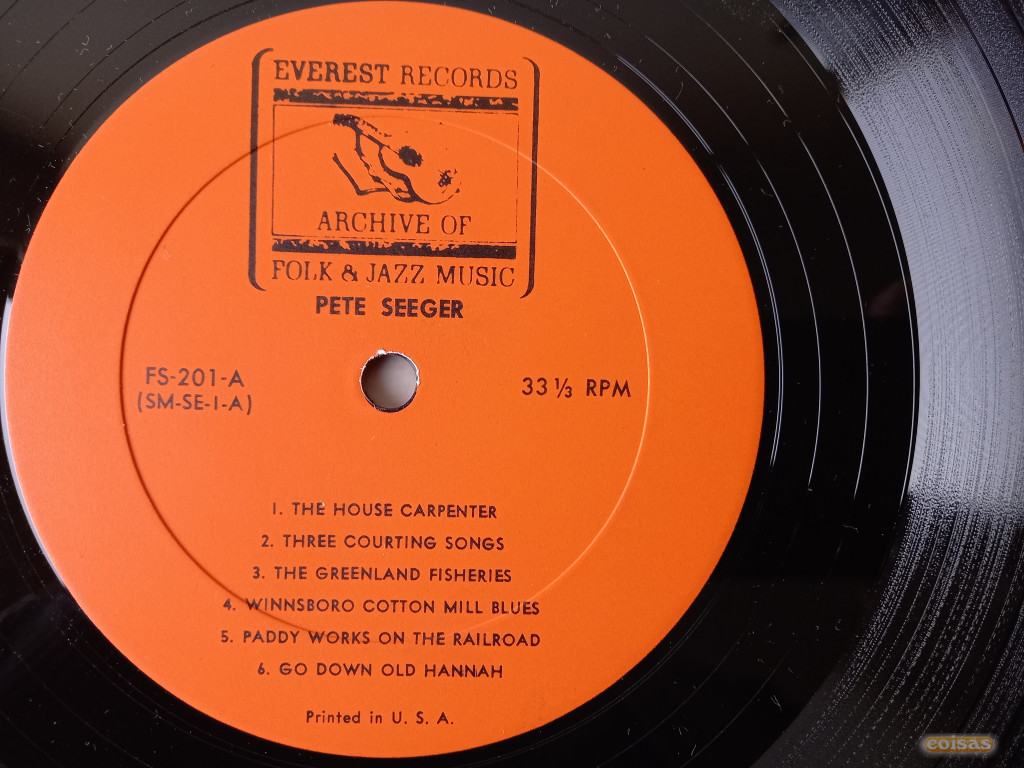 EVEREST RECORDS
ARCHIVE OF
FOLK & JAZZ MUSIC
PETE SEEGER
FS-201-A
(SM-SE-1-A)
33 ⅓ RPM
1. THE HOUSE CARPENTER
2. THREE COURTING SONGS
3. THE GREENLAND FISHERIES
4. WINNSBORO COTTON MILL BLUES
5. PADDY WORKS ON THE RAILROAD
6. GO DOWN OLD HANNAH
Printed in U. S. A.
coisas